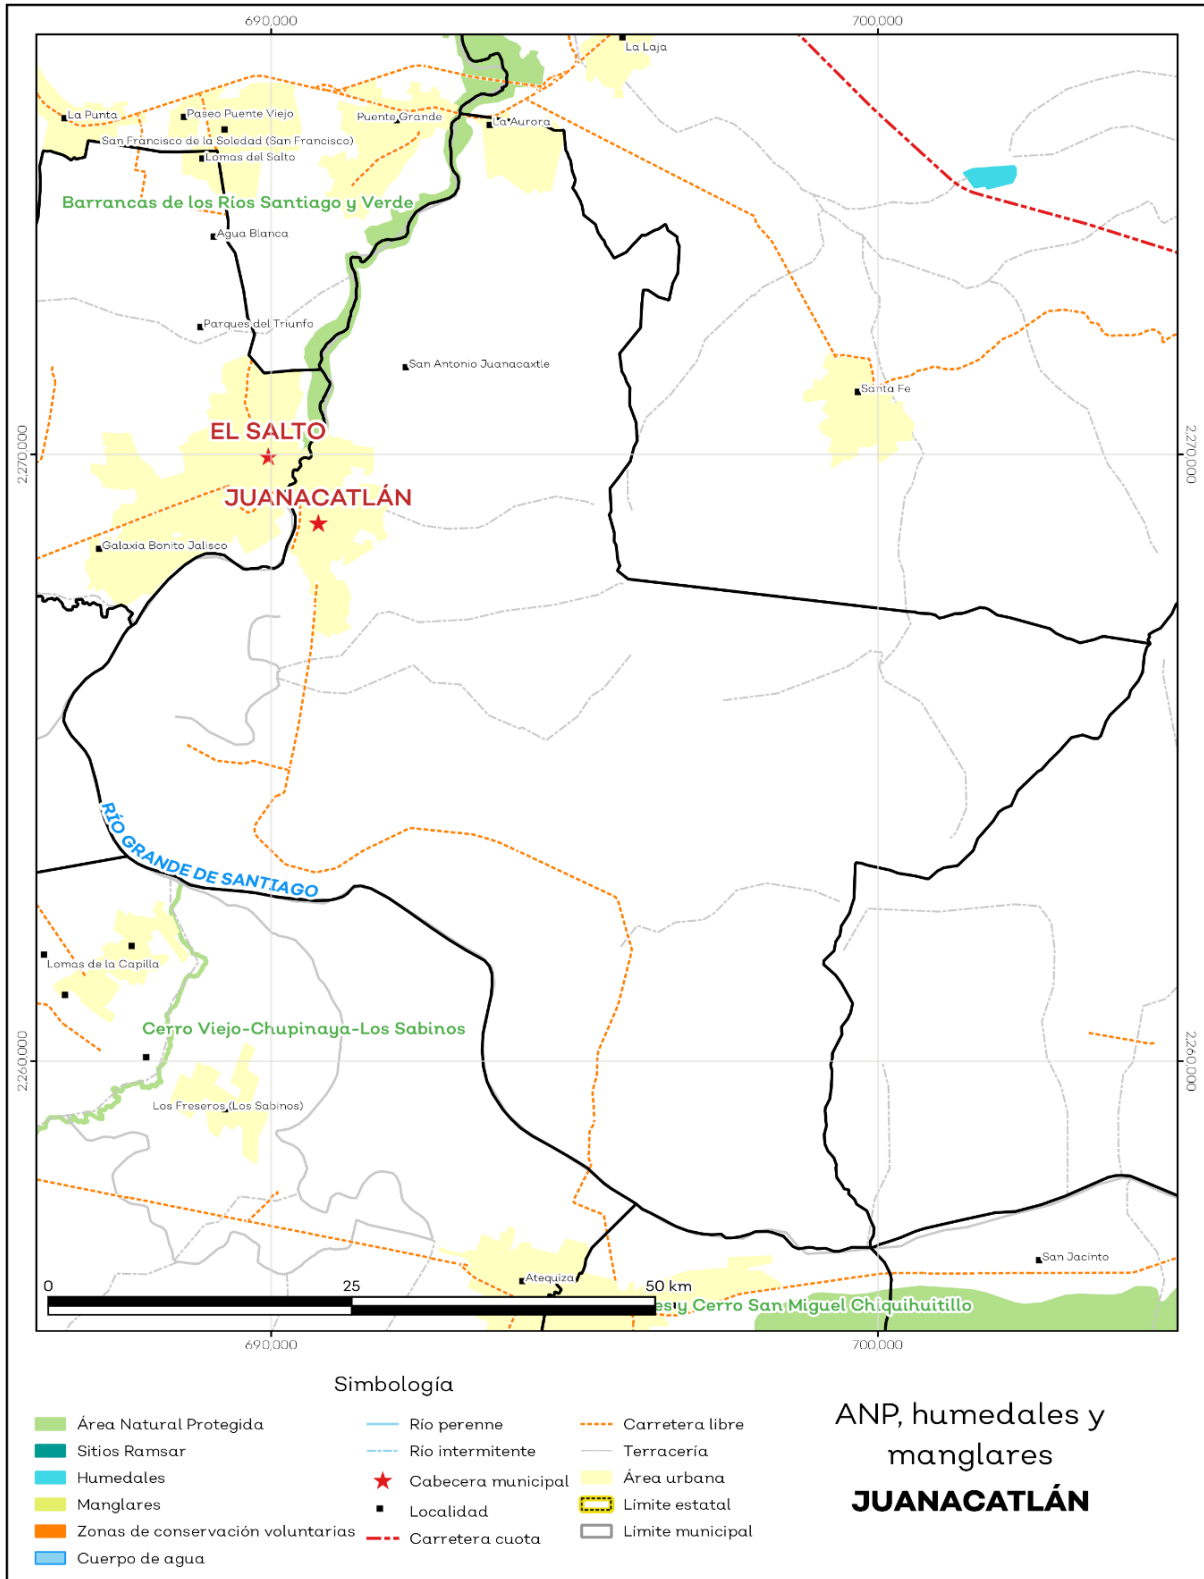 690,000
700,000
La Laja
La Punta
Paseo Puente Viejo
Puente Grande
La Aurora
San Francisco de la Soledad (San Francisco)
Lomas del Salto
Barrancas de los Ríos Santiago y Verde
Agua Blanca
Parques del Triunfo
San Antonio Juanacaxtle
Santa Fe
EL SALTO
2,270,000
2,270,000
JUANACATLÁN
Galaxia Bonito Jalisco
RÍO GRANDE DE SANTIAGO
Lomas de la Capilla
Cerro Viejo-Chupinaya-Los Sabinos
2,260,000
2,260,000
Los Freseros (Los Sabinos)
San Jacinto
Atequiza
0
25
50 km
es y Cerro San Miguel Chiquihuitillo
690,000
700,000
Simbología
Área Natural Protegida
Sitios Ramsar
Humedales
Manglares
Zonas de conservación voluntarias
Cuerpo de agua
Río perenne
Río intermitente
Cabecera municipal
Localidad
Carretera cuota
Carretera libre
Terracería
Área urbana
Límite estatal
Límite municipal
ANP, humedales y
manglares
JUANACATLÁN